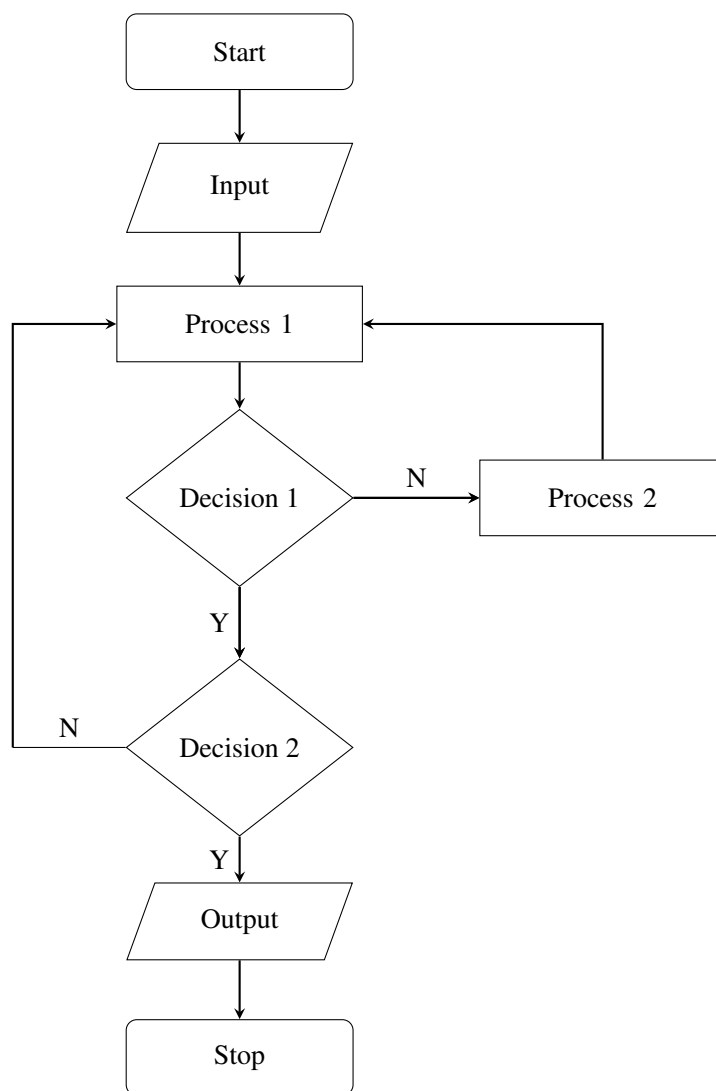 Start
Input
Process 1
Decision 1
N
Process 2
Y
N
Decision 2
Y
Output
Stop